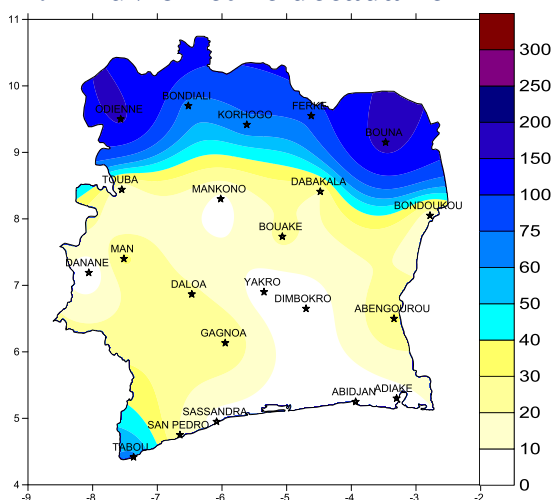 11
10
9
8
7
6
5
4
-9
-8
-7
-6
-5
-4
-3
-2
ODIENNE
BONDIALI
KORHOGO
FERKE
BOUNA
TOUBA
MANKONO
DABAKALA
BONDOUKOU
BOUAKE
MAN
DANANE
DALOA
YAKRO
DIMBOKRO
ABENGOUROU
GAGNOA
ABIDJAN
ADIAKE
SASSANDRA
SAN PEDRO
TABOU
300
250
200
150
100
75
60
50
40
30
20
10
0